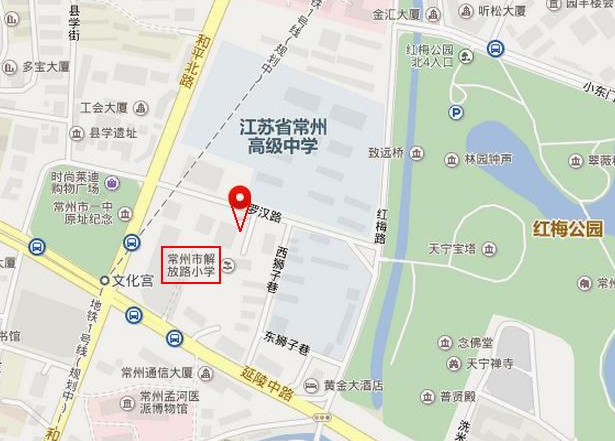 金汇大厦
听松大厦
县学街
和平北路
地铁1号线(规划中)
红梅公园
北4入口
多宝大厦
小东门
工会大厦
县学遗址
江苏省常州
高级中学
致远桥
林园钟声
翠薇
时尚莱迪
购物广场
常州市一中
原址纪念
罗汉路
红梅路
红梅公园
天宁宝塔
大厦
常州市解
放路小学
西狮子巷
文化宫
常州
地铁1号线(规划中)
书馆
东狮子巷
念佛堂
天宁禅寺
常州通信大厦
延陵中路
黄金大酒店
普贤殿
常州孟河医
派博物馆
洗米
P